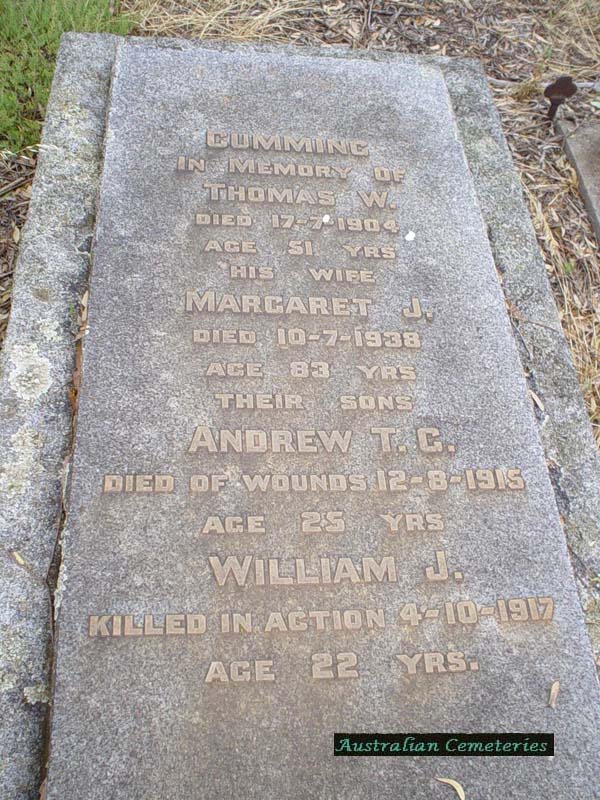 CUMMING
IN MEMORY OF
THOMAS W.
DIED 17-7-1904
AGE 51 YRS
HIS WIFE
MARGARET J.
DIED 10-7-1938
AGE 83 YRS
THEIR SONS
ANDREW T. C.
DIED OF WOUNDS 12-8-1915
AGE 25 YRS
WILLIAM J.
KILLED IN ACTION 4-10-1917
AGE 22 YRS.
Australian Cemeteries